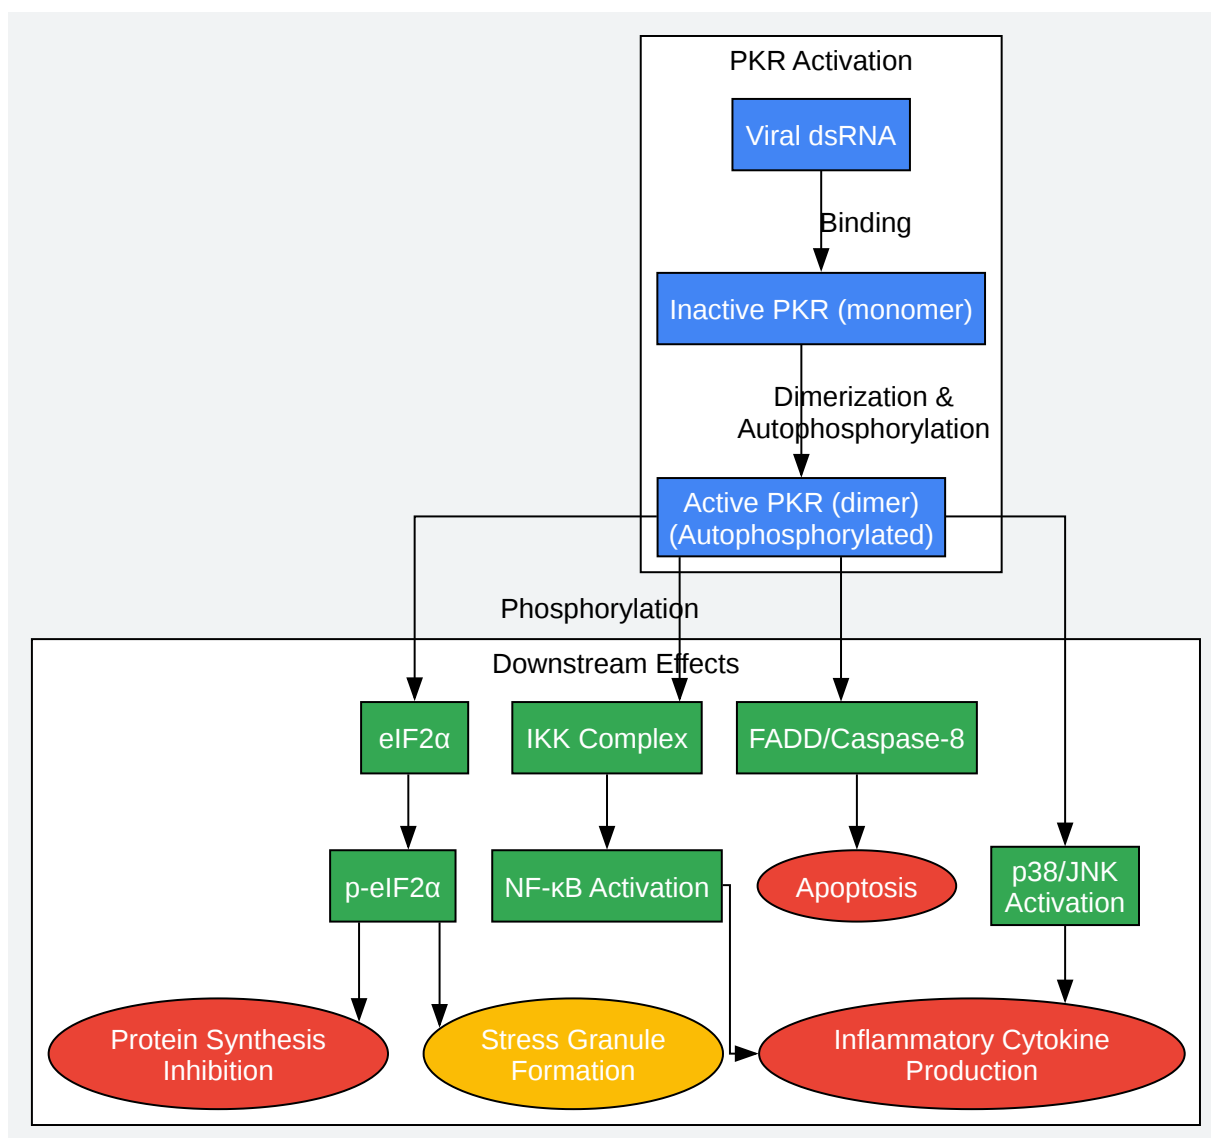 PKR Activation
Viral dsRNA
Binding
Inactive PKR (monomer)
Dimerization &
Autophosphorylation
Active PKR (dimer)
(Autophosphorylated)
Phosphorylation
Downstream Effects
eIF2α
IKK Complex
FADD/Caspase-8
p-eIF2α
NF-κB Activation
Apoptosis
p38/JNK
Activation
Protein Synthesis
Inhibition
Stress Granule
Formation
Inflammatory Cytokine
Production